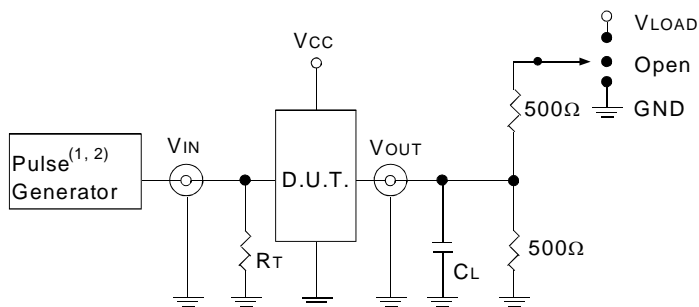 VLOAD
VCC
Open
500Ω
GND
VIN
VOUT
Pulse(1, 2)
Generator
D.U.T.
RT
CL
500Ω